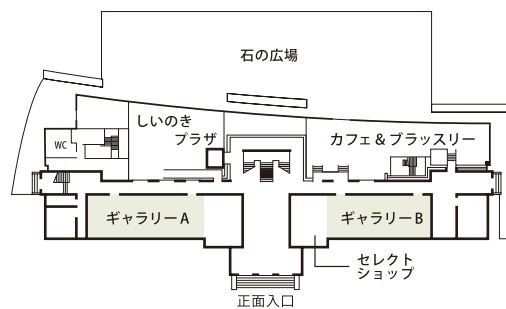 石の広場
しいのき
プラザ
カフェ＆ブラッスリー
WC
ギャラリーA
ギャラリーB
セレクト
ショップ
正面入口